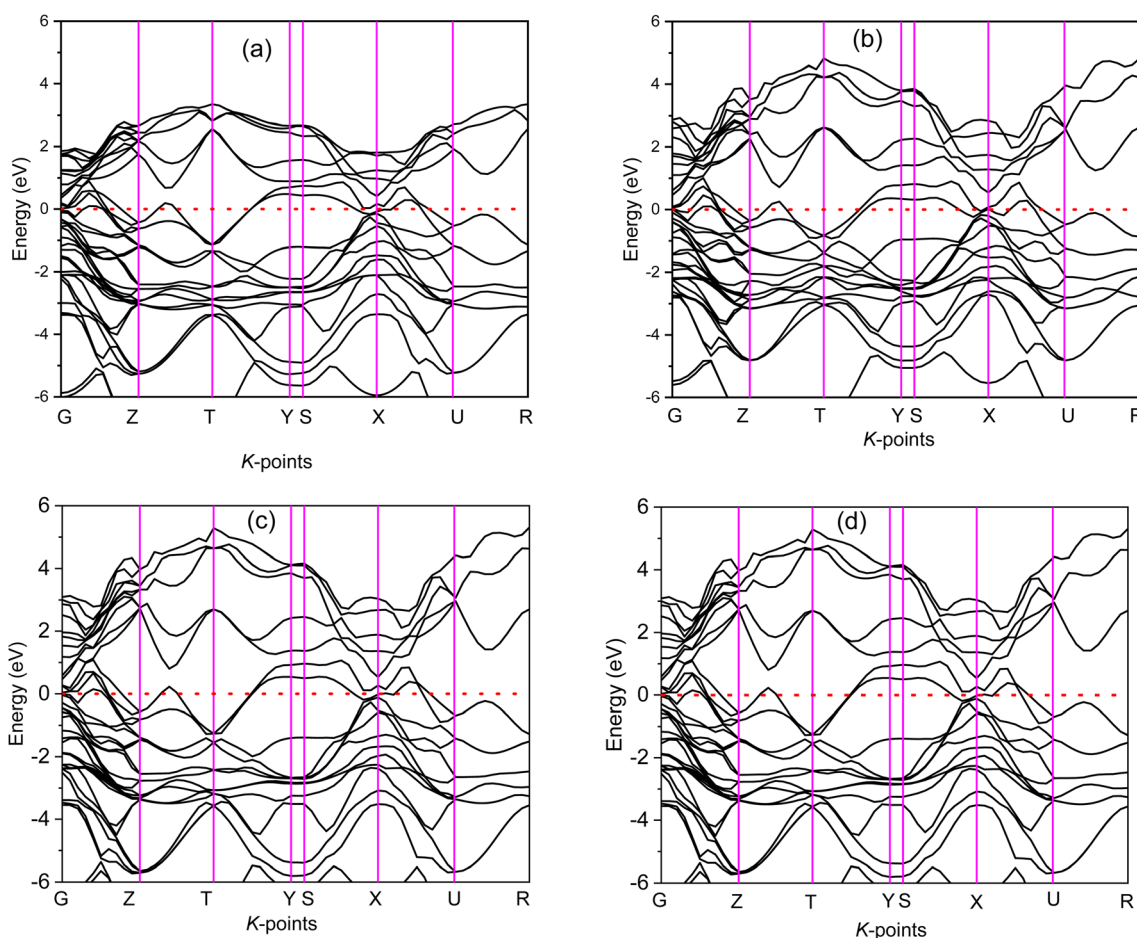 (a)
6
4
2
0
-2
-4
-6
Energy (eV)
G Z T Y S X U R
K-points
(b)
6
4
2
0
-2
-4
-6
Energy (eV)
G Z T Y S X U
K-points
(c)
6
4
2
0
-2
-4
-6
Energy (eV)
G Z T Y S X U R
K-points
(d)
6
4
2
0
-2
-4
-6
Energy (eV)
G Z T Y S X U R
K-points